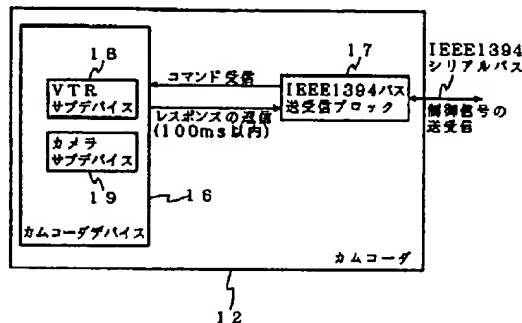 18
VTR
サブデバイス
カメラ
サブデバイス
19
カムコーダデバイス
16
コマンド受信
レスポンスの返信
(100ms以内)
17
IEEE1394バス
送受信ブロック
IEEE1394
シリアルバス
制御信号の
送受信
カムコーダ
12